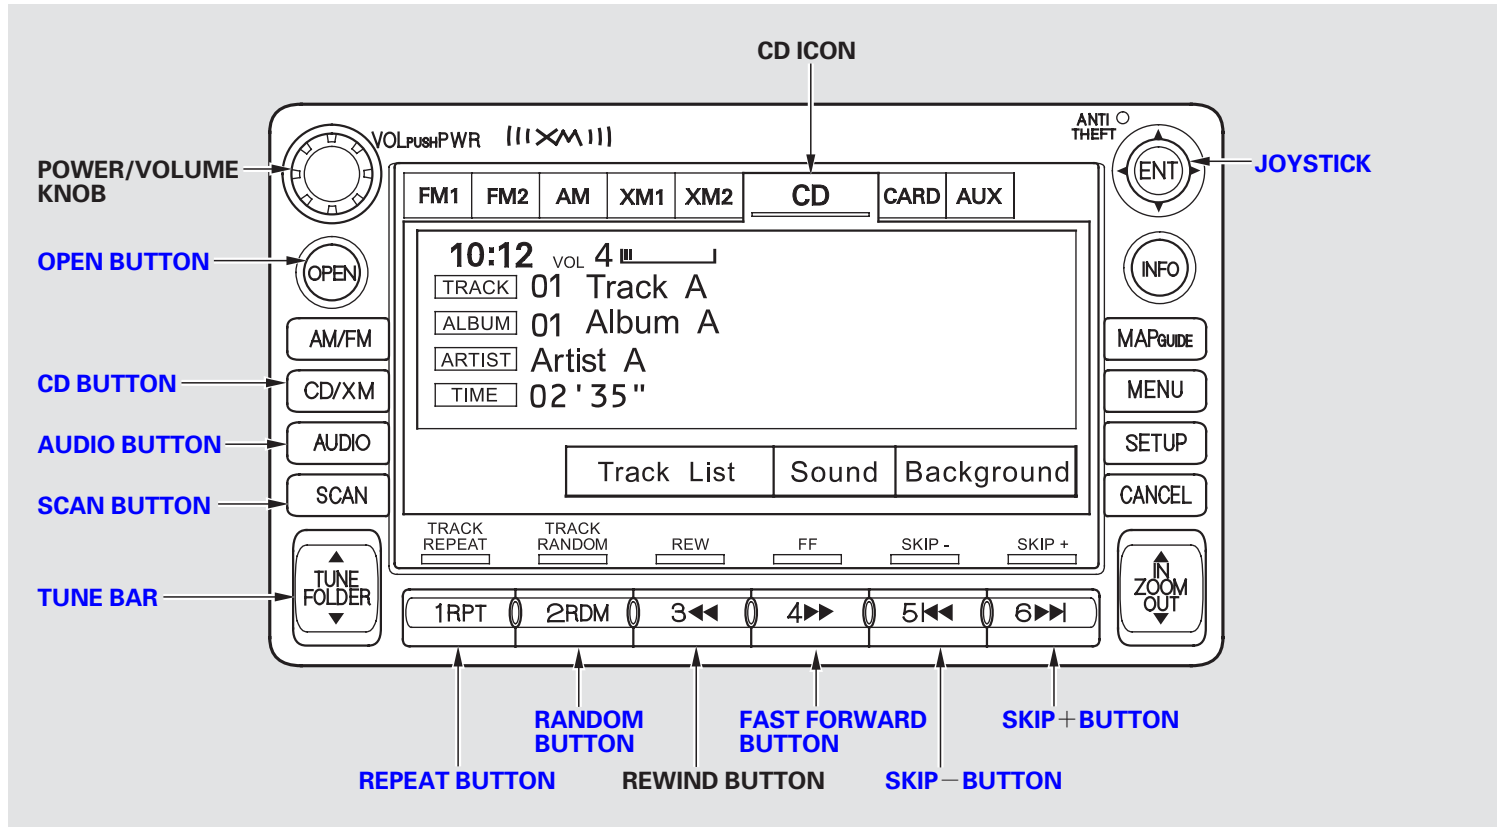 CD ICON
ANTI
THEFT
VOLPUSHPWR
XM
POWER/VOLUME
KNOB
ENT
JOYSTICK
FM1 FM2 AM XM1 XM2 CD CARD AUX
10:12 VOL 4
OPEN BUTTON
OPEN
INFO
TRACK 01 Track A
ALBUM 01 Album A
AM/FM
MAPGUIDE
ARTIST Artist A
CD BUTTON
CD/XM
TIME 02'35"
MENU
AUDIO BUTTON
AUDIO
SETUP
Track List Sound Background
SCAN BUTTON
SCAN
CANCEL
TRACK
REPEAT
TRACK
RANDOM
REW
FF
SKIP -
SKIP +
TUNE BAR
TUNE
FOLDER
IN
ZOOM
OUT
1RPT 2RDM 3◀◀ 4▶▶ 5|◀◀ 6▶▶|
RANDOM
BUTTON
FAST FORWARD
BUTTON
SKIP+BUTTON
REPEAT BUTTON
REWIND BUTTON
SKIP−BUTTON